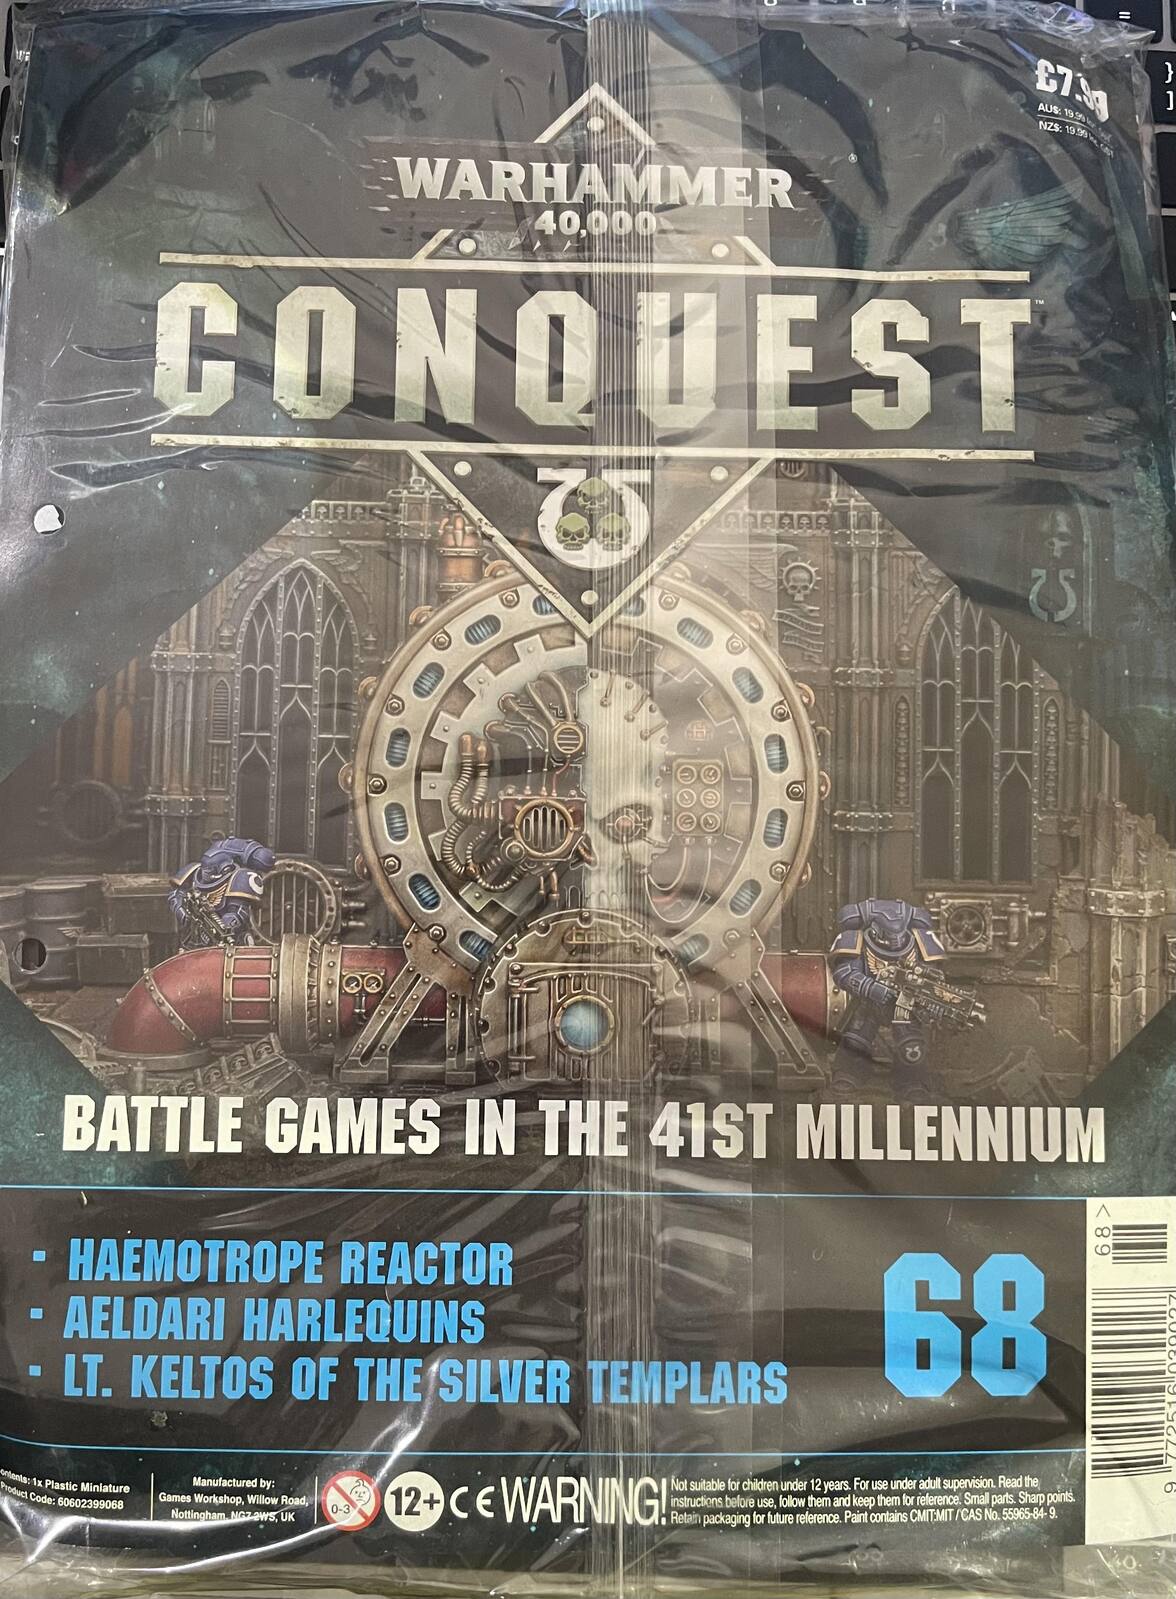 £7.99
AU$: 19.99
NZ$: 19.99 inc. GST
WARHAMMER
40,000
CONQUEST
BATTLE GAMES IN THE 41ST MILLENNIUM
- HAEMOTROPE REACTOR
- AELDARI HARLEQUINS
- LT. KELTOS OF THE SILVER TEMPLARS
68
68 >
Contents: 1x Plastic Miniature
Product Code: 60602399068
Manufactured by:
Games Workshop, Willow Road,
Nottingham, NG7 2WS, UK
0-3
12+
CE
WARNING!
Not suitable for children under 12 years. For use under adult supervision. Read the
instructions before use, follow them and keep them for reference. Small parts. Sharp points.
Retain packaging for future reference. Paint contains CMIT:MIT / CAS No. 55965-84- 9.